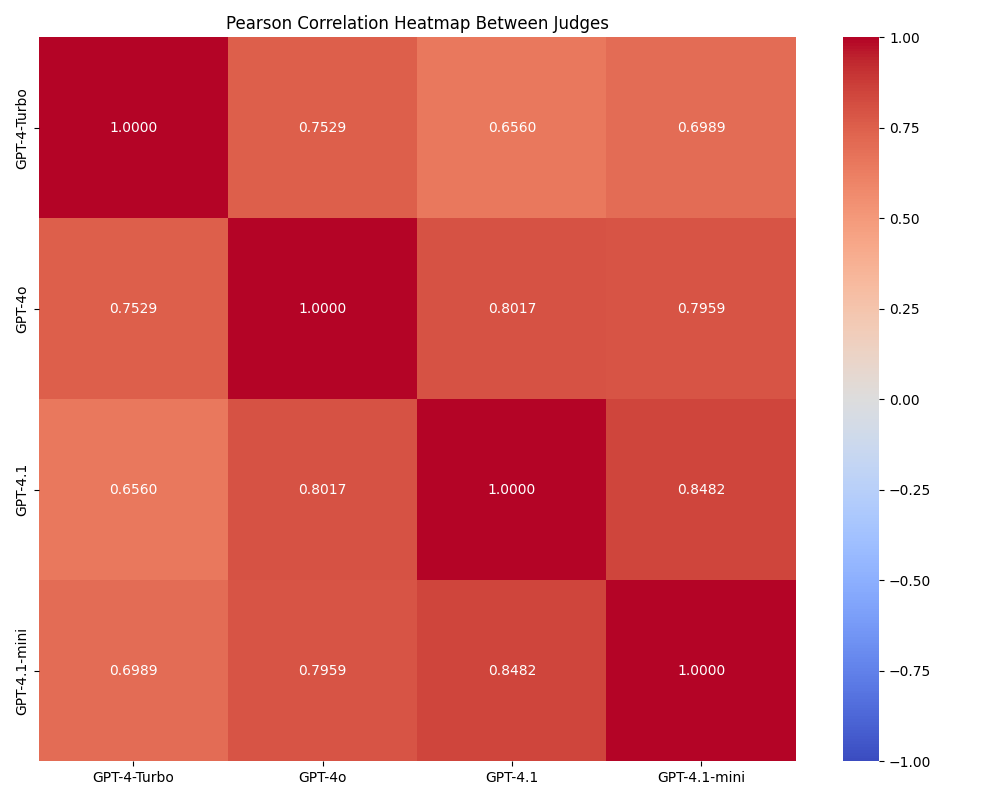 Pearson Correlation Heatmap Between Judges
GPT-4-Turbo
1.0000 0.7529 0.6560 0.6989
GPT-4o
0.7529 1.0000 0.8017 0.7959
GPT-4.1
0.6560 0.8017 1.0000 0.8482
GPT-4.1-mini
0.6989 0.7959 0.8482 1.0000
GPT-4-Turbo GPT-4o GPT-4.1 GPT-4.1-mini
1.00
0.75
0.50
0.25
0.00
−0.25
−0.50
−0.75
−1.00